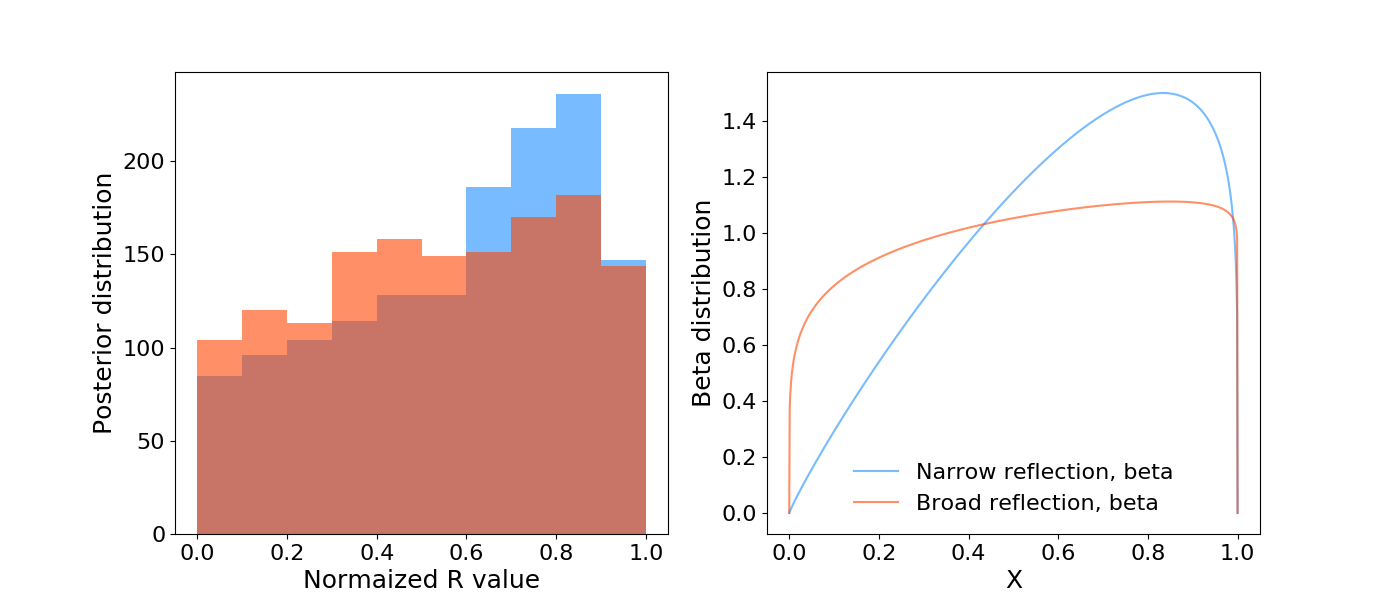 Posterior distribution
200
150
100
50
0
0.0 0.2 0.4 0.6 0.8 1.0
Normaized R value
Beta distribution
1.4
1.2
1.0
0.8
0.6
0.4
0.2
0.0
Narrow reflection, beta
Broad reflection, beta
0.0 0.2 0.4 0.6 0.8 1.0
X